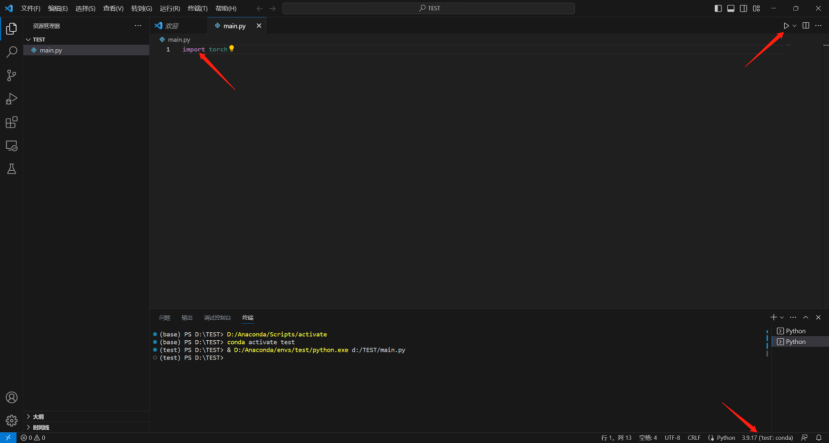 文件(F) 编辑(E) 选择(S) 查看(V) 转到(G) 运行(R) 终端(T) 帮助(H)
TEST
资源管理器
欢迎
main.py
TEST
main.py
main.py
1 import torch
问题 输出 调试控制台 终端
(base) PS D:\TEST> D:/Anaconda/Scripts/activate
(base) PS D:\TEST> conda activate test
(test) PS D:\TEST> & D:/Anaconda/envs/test/python.exe d:/TEST/main.py
(test) PS D:\TEST>
Python
Python
大纲
时间线
0 0
行 1，列 13 空格: 4 UTF-8 CRLF Python 3.9.17 ('test': conda)